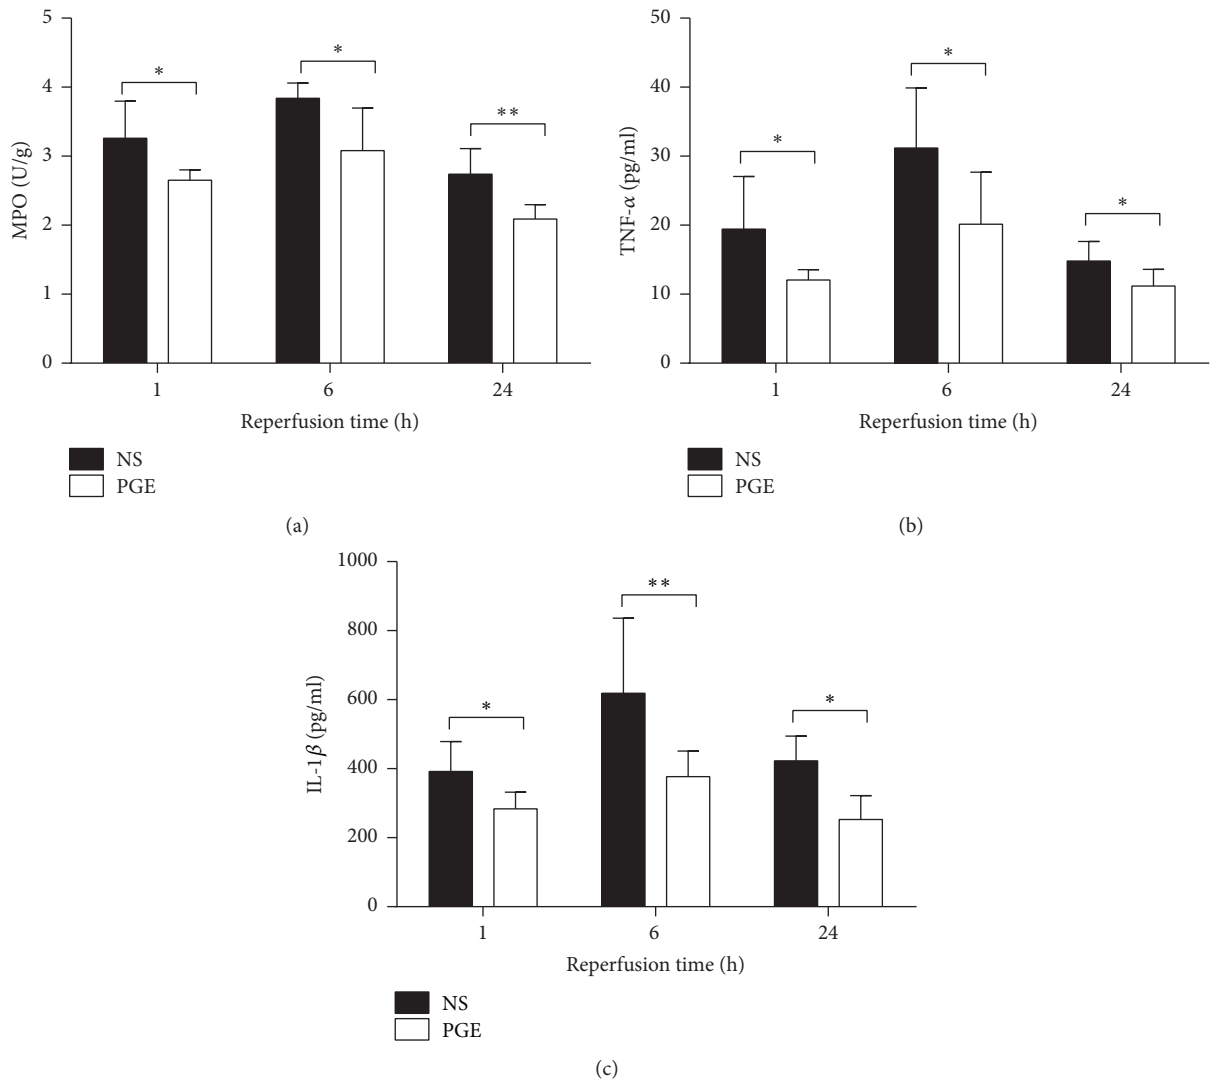 5
4
3
2
1
0
MPO (U/g)
*
*
**
1
6
24
Reperfusion time (h)
NS
PGE
(a)
50
40
30
20
10
0
TNF-α (pg/ml)
*
*
*
1
6
24
Reperfusion time (h)
NS
PGE
(b)
1000
800
600
400
200
0
IL-1β (pg/ml)
*
**
*
1
6
24
Reperfusion time (h)
NS
PGE
(c)